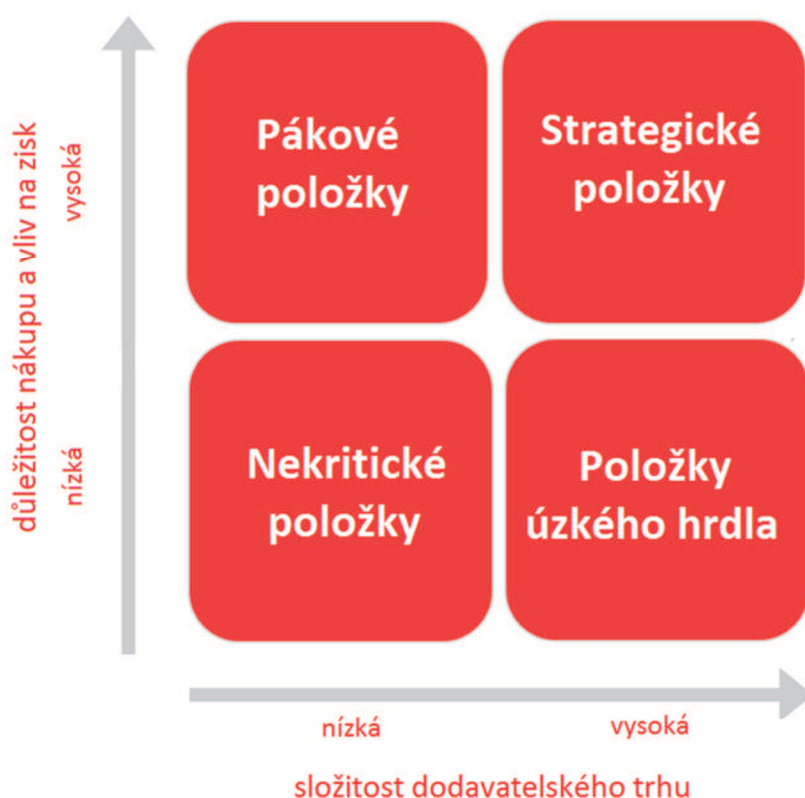 důležitost nákupu a vliv na zisk
vysoká
nízká
Pákové
položky
Strategické
položky
Nekritické
položky
Položky
úzkého hrdla
nízká
vysoká
složitost dodavatelského trhu